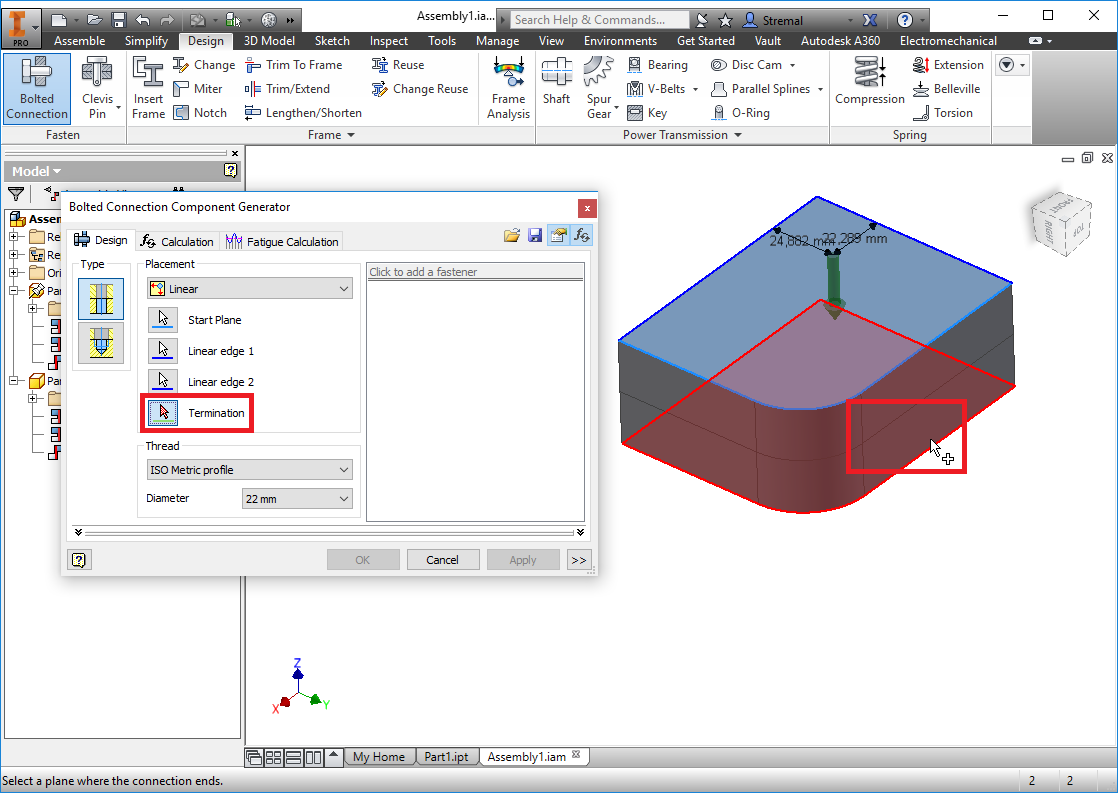 PRO
Assembly1.ia...
Search Help & Commands...
Stremal
Assemble Simplify Design 3D Model Sketch Inspect Tools Manage View Environments Get Started Vault Autodesk A360 Electromechanical
Bolted Connection
Clevis Pin
Fasten
Insert Frame
Change
Miter
Notch
Trim To Frame
Trim/Extend
Lengthen/Shorten
Reuse
Change Reuse
Frame Analysis
Frame
Shaft
Spur Gear
Bearing
V-Belts
Key
Disc Cam
Parallel Splines
O-Ring
Power Transmission
Compression
Extension
Belleville
Torsion
Spring
Model
Assem
Re
Re
Ori
Par
Par
Bolted Connection Component Generator
Design
Calculation
Fatigue Calculation
Type
Placement
Linear
Start Plane
Linear edge 1
Linear edge 2
Termination
Thread
ISO Metric profile
Diameter
22 mm
Click to add a fastener
OK
Cancel
Apply
>>
24,882 mm
22,289 mm
FRONT
RIGHT
TOP
Z
X
Y
My Home
Part1.ipt
Assembly1.iam
Select a plane where the connection ends.
2
2